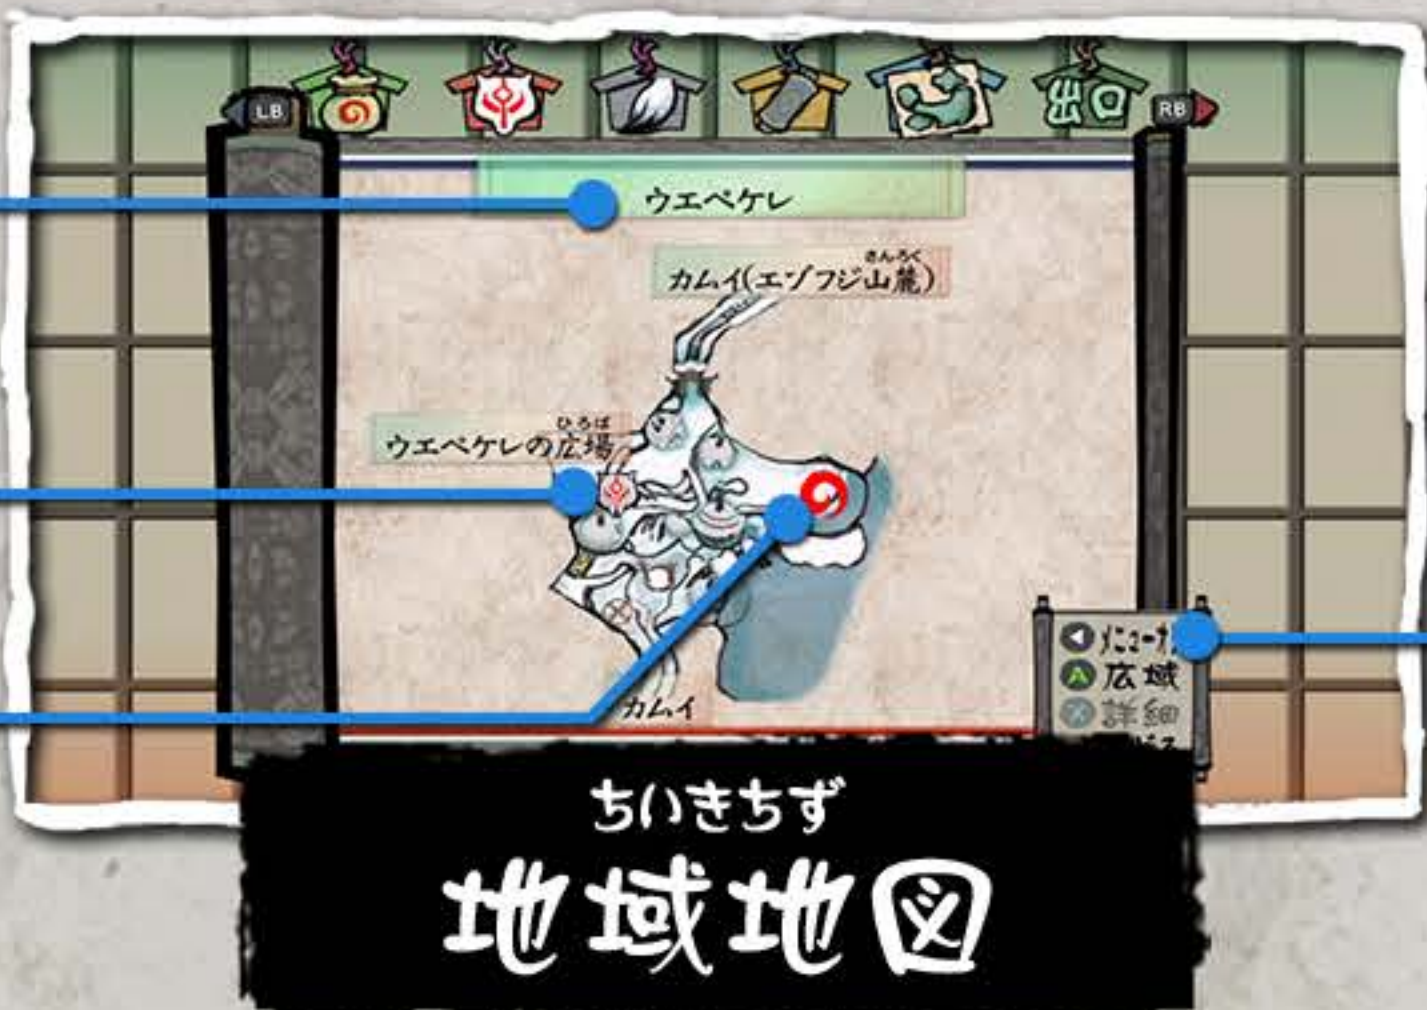 LB
出口
RB
ウエペケレ
さんろく
カムイ(エゾフジ山麓)
ひろば
ウエペケレの広場
カムイ
広域
詳細
ちいきちず
地域地図